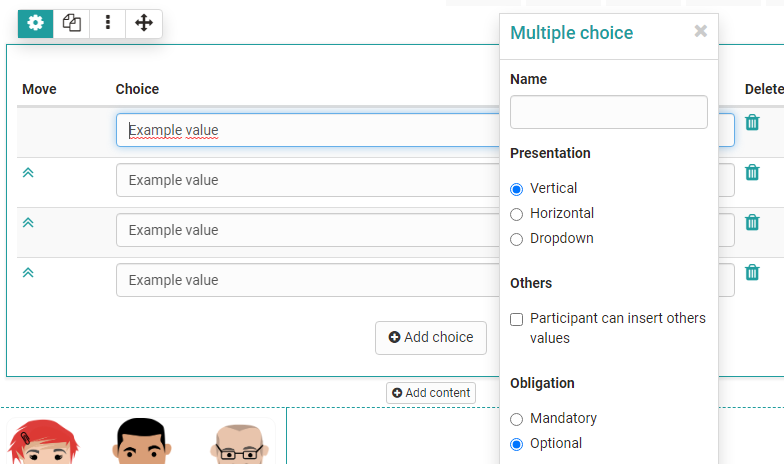 Multiple choice
Move
Choice
Delete
Example value
Example value
Example value
Example value
Add choice
Add content
Name
Presentation
Vertical
Horizontal
Dropdown
Others
Participant can insert others
values
Obligation
Mandatory
Optional